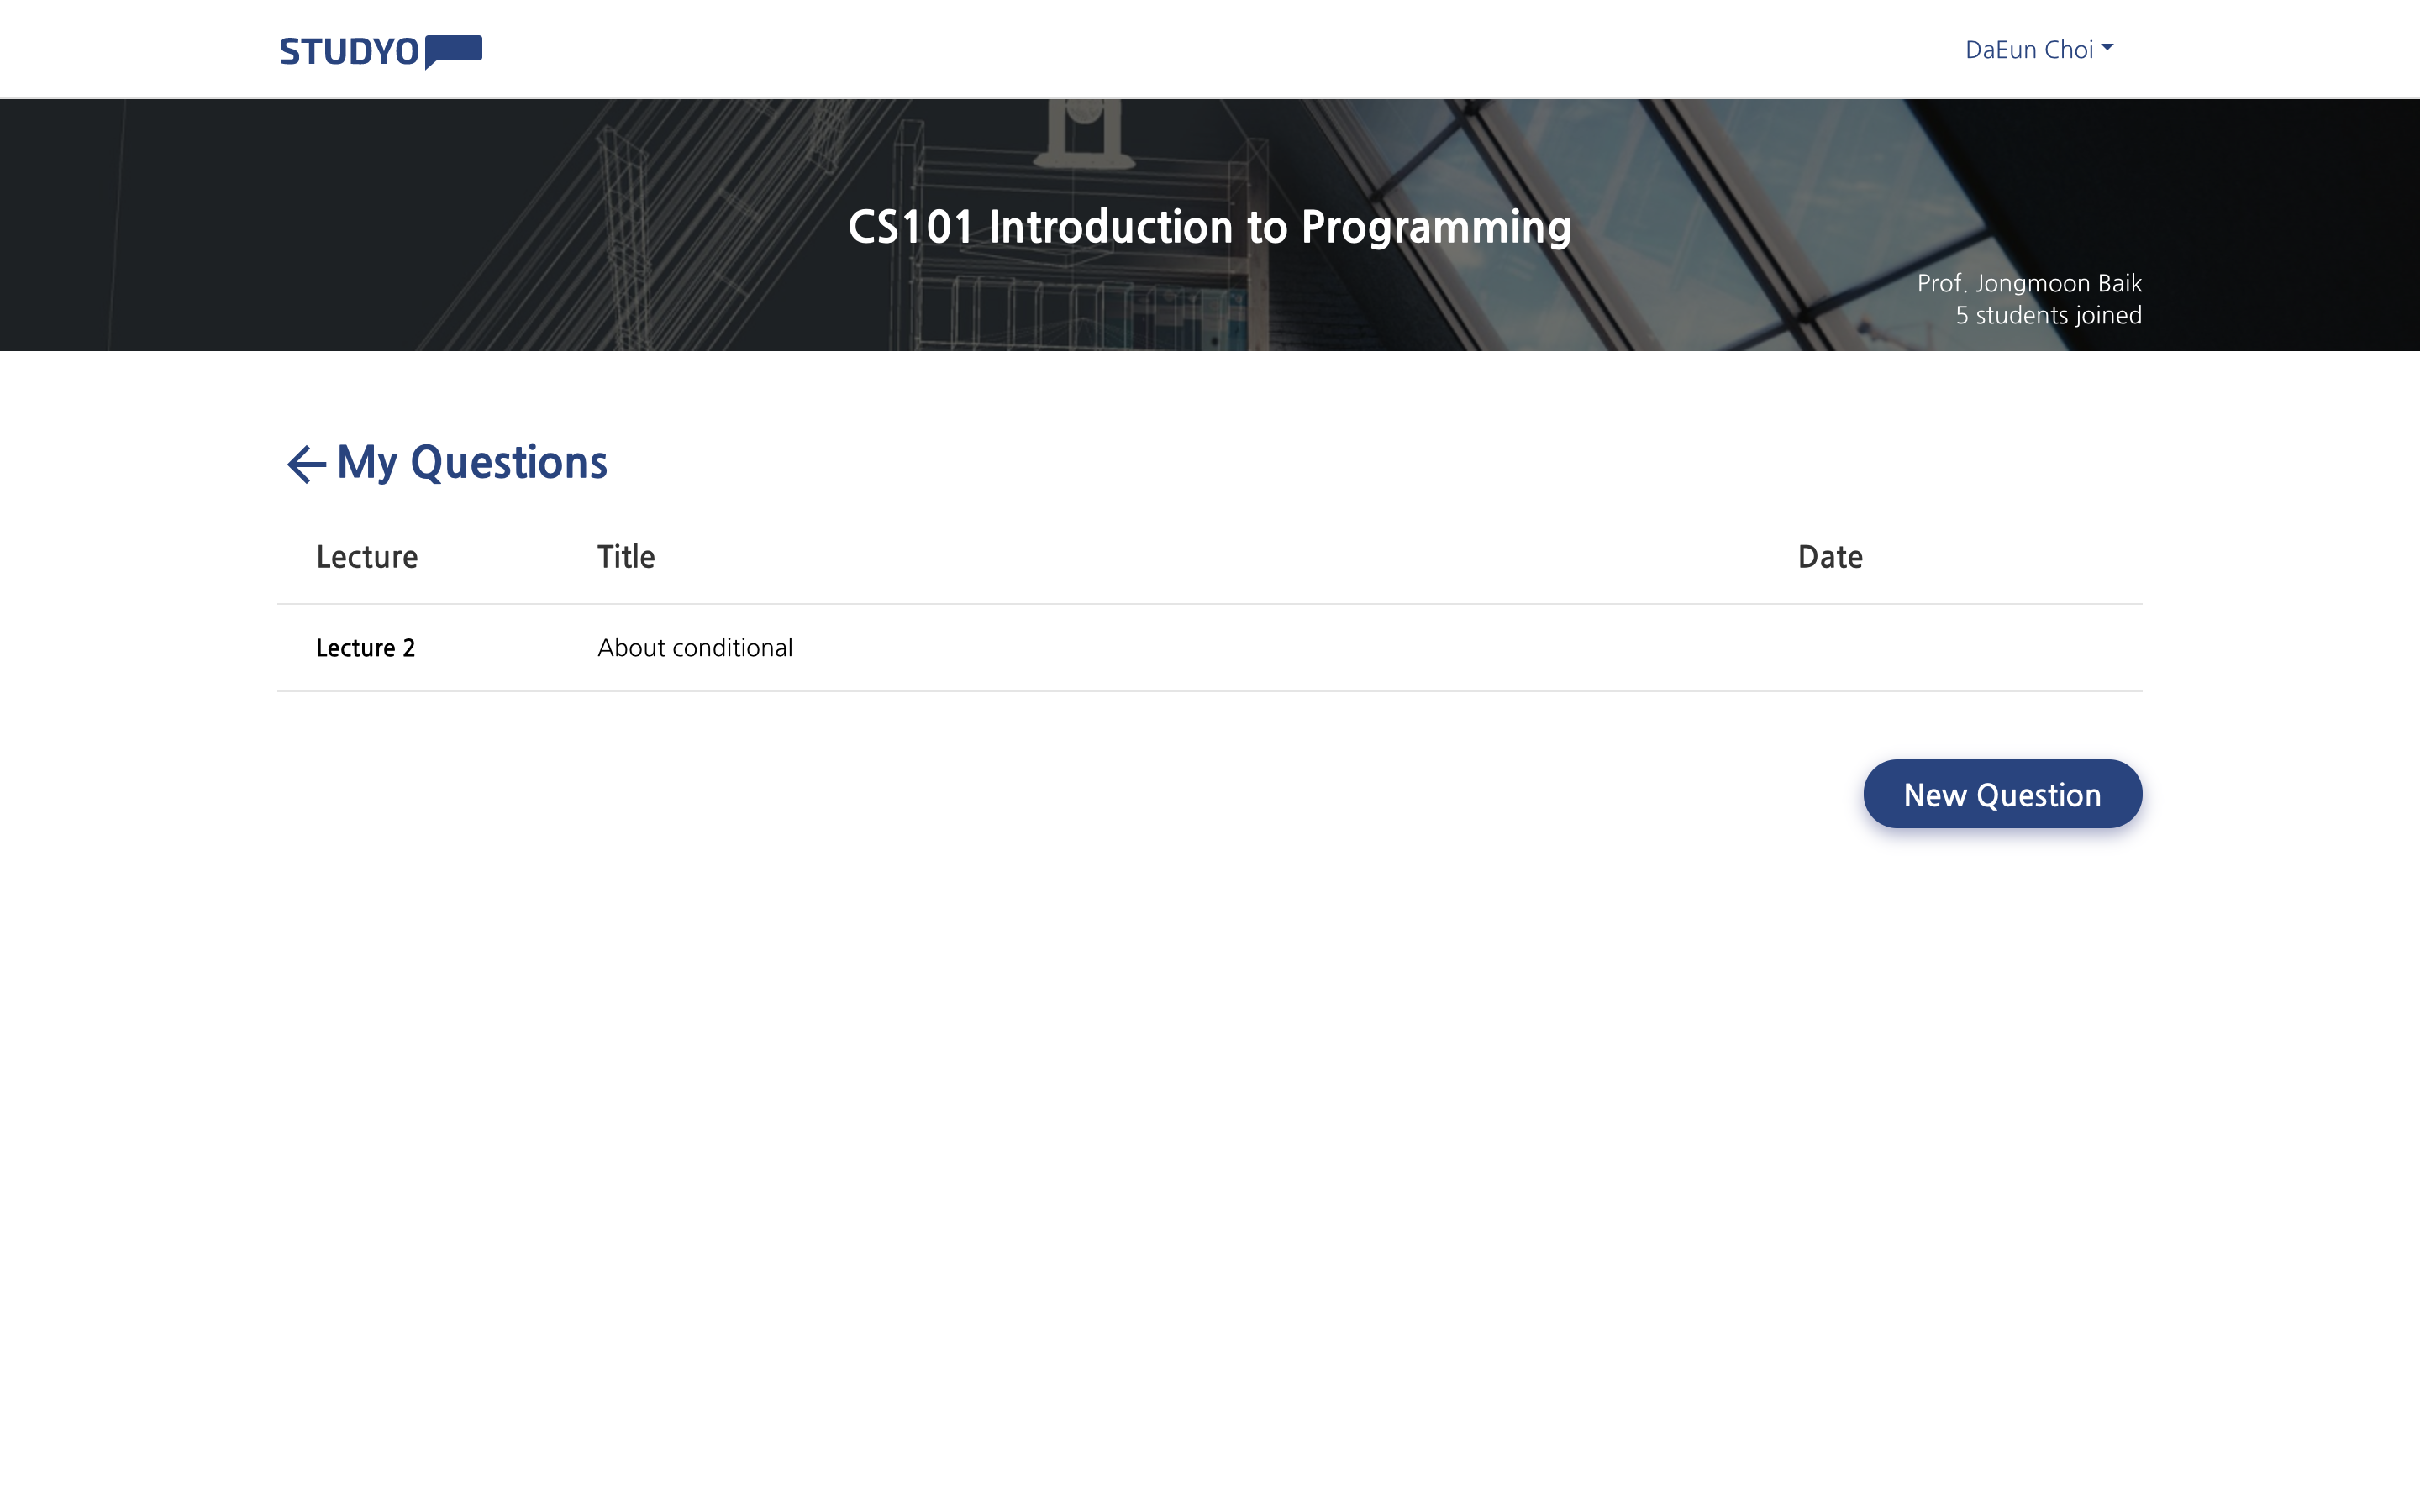 STUDYO
DaEun Choi
CS101 Introduction to Programming
Prof. Jongmoon Baik
5 students joined
My Questions
Lecture Title Date
Lecture 2 About conditional
New Question